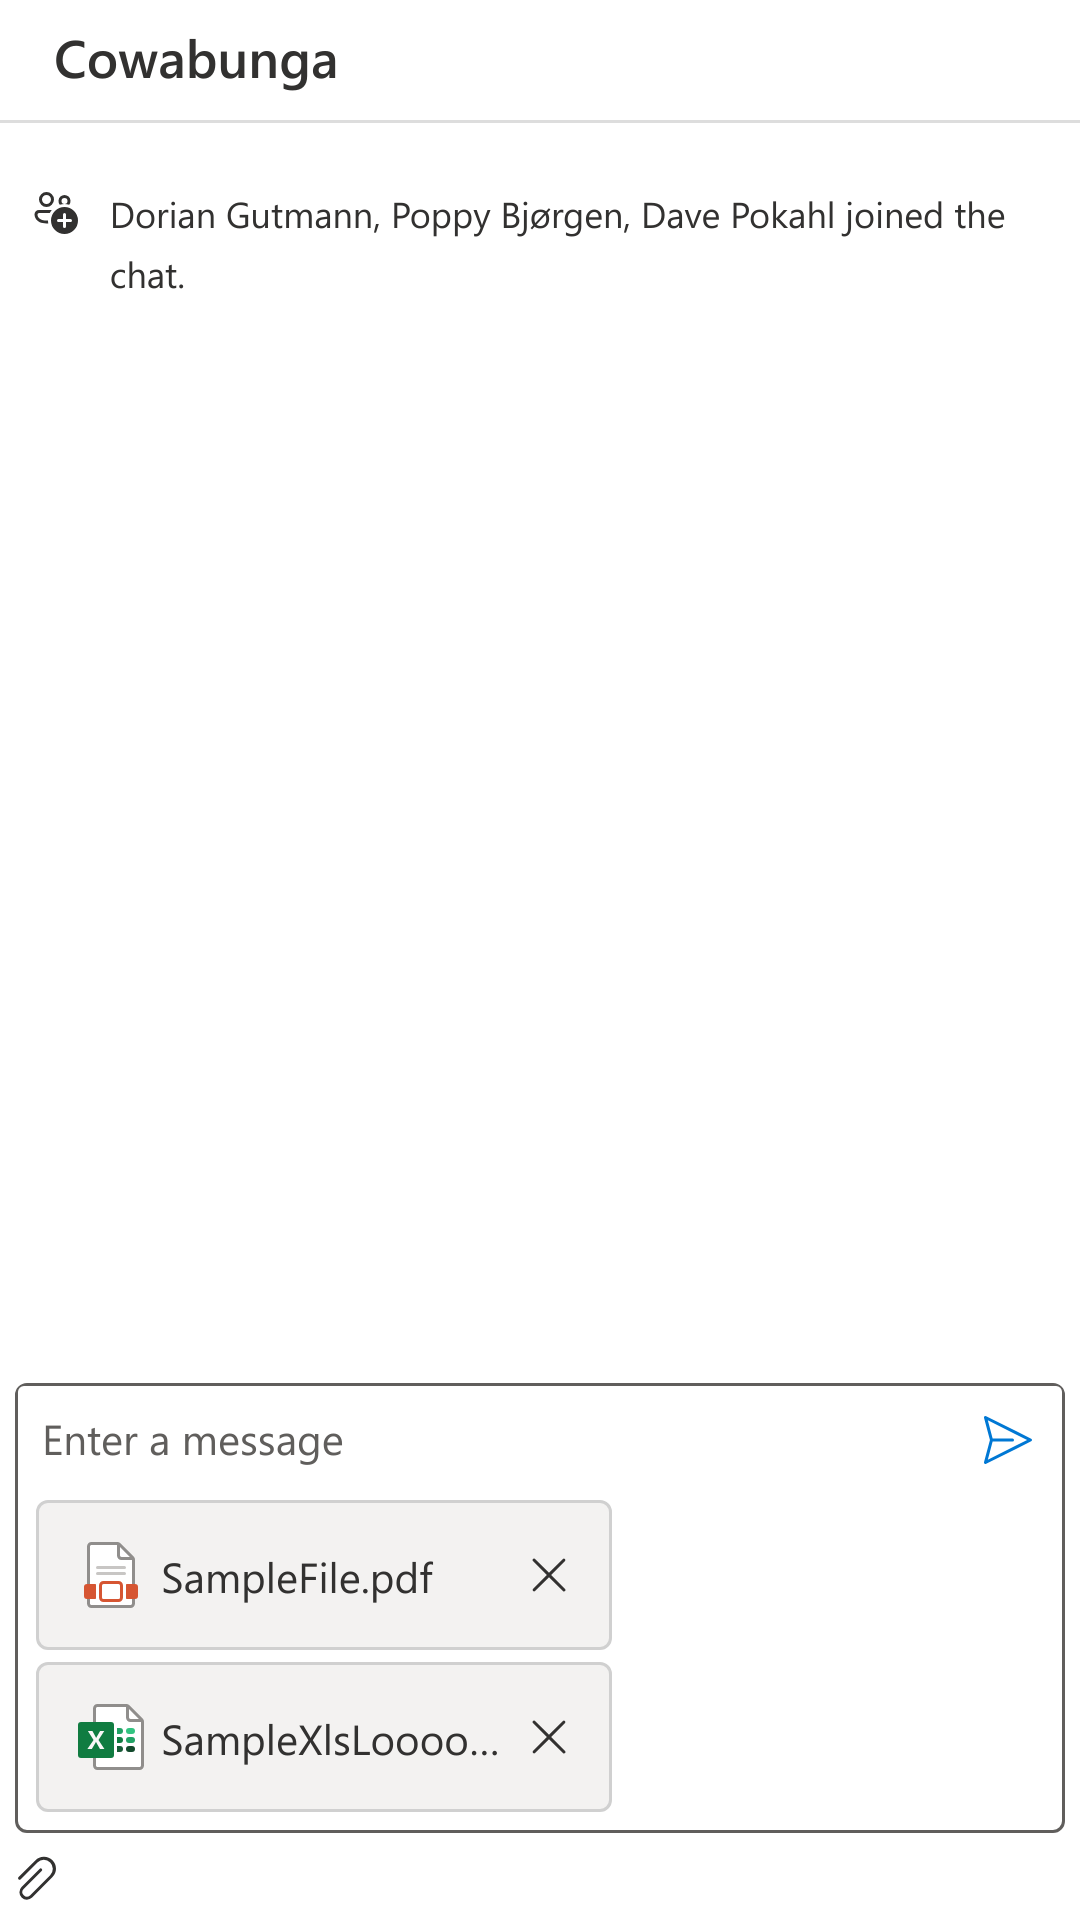 Cowabunga
Dorian Gutmann, Poppy Bjørgen, Dave Pokahl joined the
chat.
Enter a message
SampleFile.pdf
X
SampleXlsLoooo...